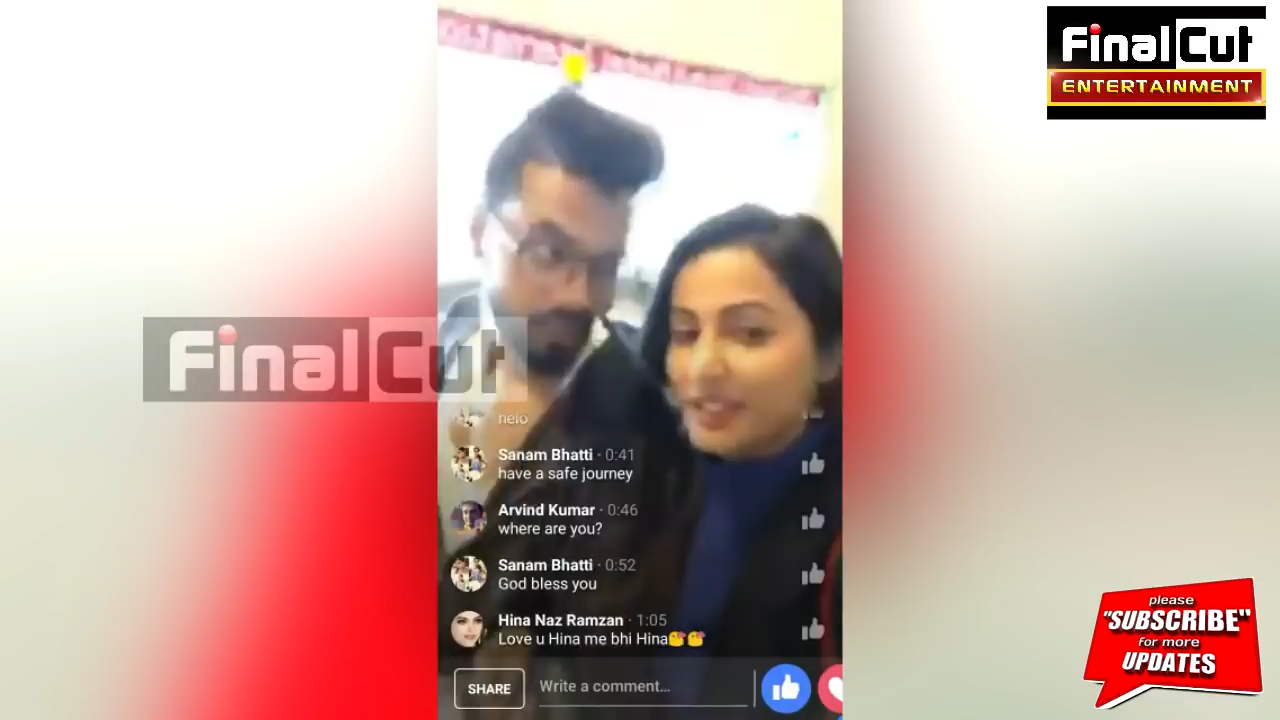 FinalCut
ENTERTAINMENT
FinalCut
helo
Sanam Bhatti · 0:41
have a safe journey
Arvind Kumar · 0:46
where are you?
Sanam Bhatti · 0:52
God bless you
Hina Naz Ramzan · 1:05
Love u Hina me bhi Hina😘😘
SHARE
Write a comment...
please
"SUBSCRIBE"
for more
UPDATES